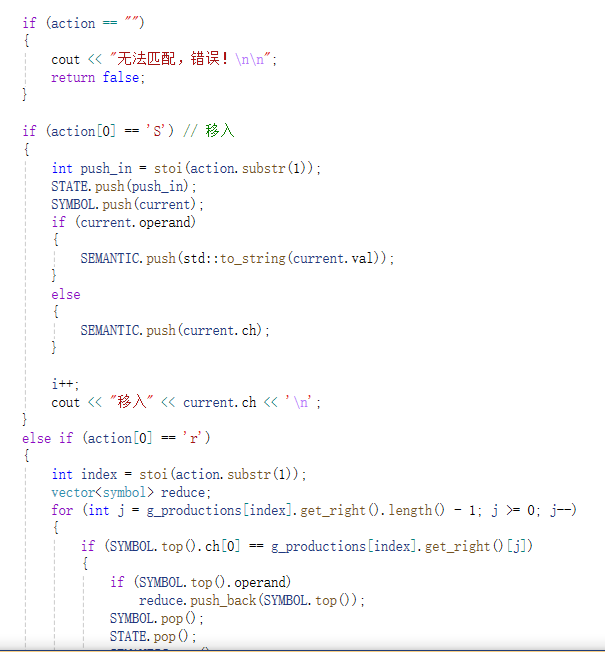 if (action == "")
{
cout << "无法匹配，错误！\n\n";
return false;
}
if (action[0] == 'S') // 移入
{
int push_in = stoi(action.substr(1));
STATE.push(push_in);
SYMBOL.push(current);
if (current.operand)
{
SEMANTIC.push(std::to_string(current.val));
}
else
{
SEMANTIC.push(current.ch);
}
i++;
cout << "移入" << current.ch << '\n';
}
else if (action[0] == 'r')
{
int index = stoi(action.substr(1));
vector<symbol> reduce;
for (int j = g_productions[index].get_right().length() - 1; j >= 0; j--)
{
if (SYMBOL.top().ch[0] == g_productions[index].get_right()[j])
{
if (SYMBOL.top().operand)
reduce.push_back(SYMBOL.top());
SYMBOL.pop();
STATE.pop();